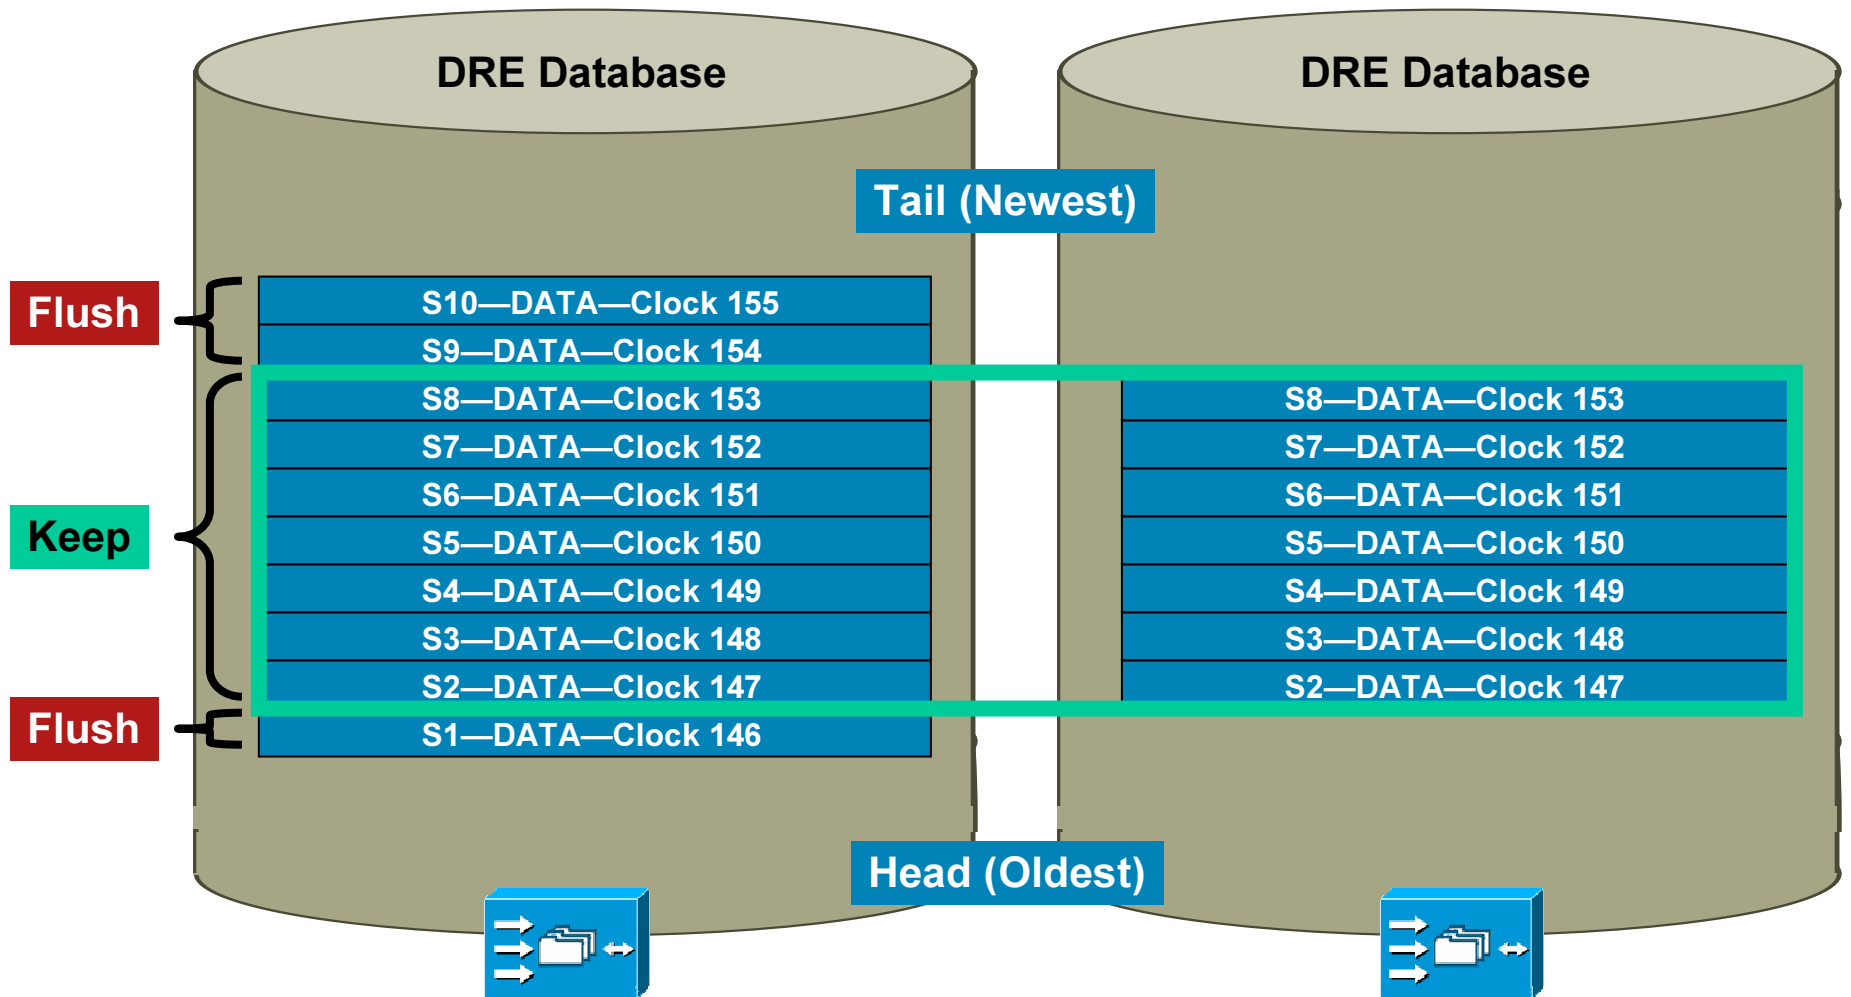 DRE Database
DRE Database
Tail (Newest)
Flush
S10—DATA—Clock 155
S9—DATA—Clock 154
Keep
S8—DATA—Clock 153
S7—DATA—Clock 152
S6—DATA—Clock 151
S5—DATA—Clock 150
S4—DATA—Clock 149
S3—DATA—Clock 148
S2—DATA—Clock 147
Flush
S1—DATA—Clock 146
S8—DATA—Clock 153
S7—DATA—Clock 152
S6—DATA—Clock 151
S5—DATA—Clock 150
S4—DATA—Clock 149
S3—DATA—Clock 148
S2—DATA—Clock 147
Head (Oldest)